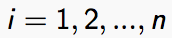 i = 1, 2, ..., n